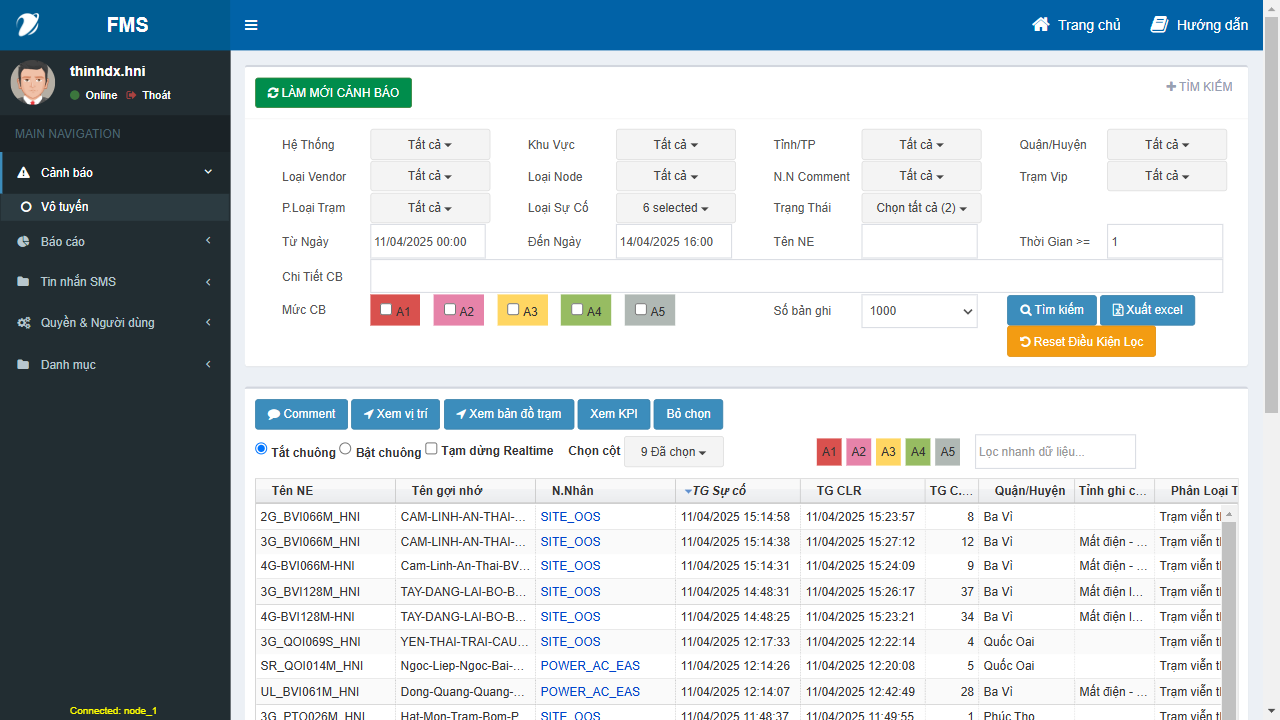 FMS
Trang chủ
Hướng dẫn
thinhdx.hni
Online
Thoát
MAIN NAVIGATION
Cảnh báo
Vô tuyến
Báo cáo
Tin nhắn SMS
Quyền & Người dùng
Danh mục
Connected: node_1
LÀM MỚI CẢNH BÁO
TÌM KIẾM
Hệ Thống Tất cả Khu Vực Tất cả Tỉnh/TP Tất cả Quận/Huyện Tất cả
Loại Vendor Tất cả Loại Node Tất cả N.N Comment Tất cả Trạm Vip Tất cả
P.Loại Trạm Tất cả Loại Sự Cố 6 selected Trạng Thái Chọn tất cả (2)
Từ Ngày 11/04/2025 00:00 Đến Ngày 14/04/2025 16:00 Tên NE Thời Gian >= 1
Chi Tiết CB
Mức CB A1 A2 A3 A4 A5 Số bản ghi 1000 Tìm kiếm Xuất excel
Reset Điều Kiện Lọc
Comment Xem vị trí Xem bản đồ trạm Xem KPI Bỏ chọn
Tắt chuông Bật chuông Tạm dừng Realtime Chọn cột 9 Đã chọn A1 A2 A3 A4 A5 Lọc nhanh dữ liệu...
Tên NE Tên gợi nhớ N.Nhân TG Sự cố TG CLR TG C... Quận/Huyện Tỉnh ghi c... Phân Loại T
2G_BVI066M_HNI CAM-LINH-AN-THAI-... SITE_OOS 11/04/2025 15:14:58 11/04/2025 15:23:57 8 Ba Vì Trạm viễn th
3G_BVI066M_HNI CAM-LINH-AN-THAI-... SITE_OOS 11/04/2025 15:14:38 11/04/2025 15:27:12 12 Ba Vì Mất điện - ... Trạm viễn th
4G-BVI066M-HNI Cam-Linh-An-Thai-BV... SITE_OOS 11/04/2025 15:14:31 11/04/2025 15:24:09 9 Ba Vì Mất điện - ... Trạm viễn th
3G_BVI128M_HNI TAY-DANG-LAI-BO-B... SITE_OOS 11/04/2025 14:48:31 11/04/2025 15:26:17 37 Ba Vì Mất điện l... Trạm viễn th
4G-BVI128M-HNI TAY-DANG-LAI-BO-B... SITE_OOS 11/04/2025 14:48:25 11/04/2025 15:23:21 34 Ba Vì Mất điện l... Trạm viễn th
3G_QOI069S_HNI YEN-THAI-TRAI-CAU... SITE_OOS 11/04/2025 12:17:33 11/04/2025 12:22:14 4 Quốc Oai Trạm viễn th
SR_QOI014M_HNI Ngoc-Liep-Ngoc-Bai-... POWER_AC_EAS 11/04/2025 12:14:26 11/04/2025 12:20:08 5 Quốc Oai Trạm viễn th
UL_BVI061M_HNI Dong-Quang-Quang-... POWER_AC_EAS 11/04/2025 12:14:07 11/04/2025 12:42:49 28 Ba Vì Mất điện - ... Trạm viễn th
3G_PTO026M_HNI Hat-Mon-Tram-Bom-P... SITE_OOS 11/04/2025 11:48:37 11/04/2025 11:49:55 1 Phúc Thọ Trạm viễn th